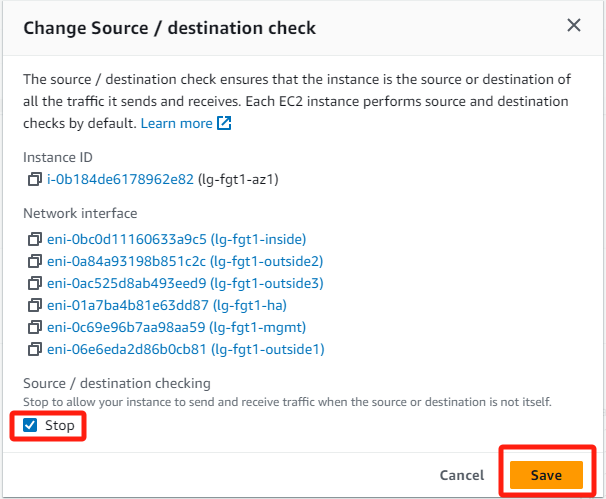 Change Source / destination check
The source / destination check ensures that the instance is the source or destination of
all the traffic it sends and receives. Each EC2 instance performs source and destination
checks by default. Learn more
Instance ID
i-0b184de6178962e82 (lg-fgt1-az1)
Network interface
eni-0bc0d11160633a9c5 (lg-fgt1-inside)
eni-0a84a93198b851c2c (lg-fgt1-outside2)
eni-0ac525d8ab493eed9 (lg-fgt1-outside3)
eni-01a7ba4b81e63dd87 (lg-fgt1-ha)
eni-0c69e96b7aa98aa59 (lg-fgt1-mgmt)
eni-06e6eda2d86b0cb81 (lg-fgt1-outside1)
Source / destination checking
Stop to allow your instance to send and receive traffic when the source or destination is not itself.
Stop
Cancel Save